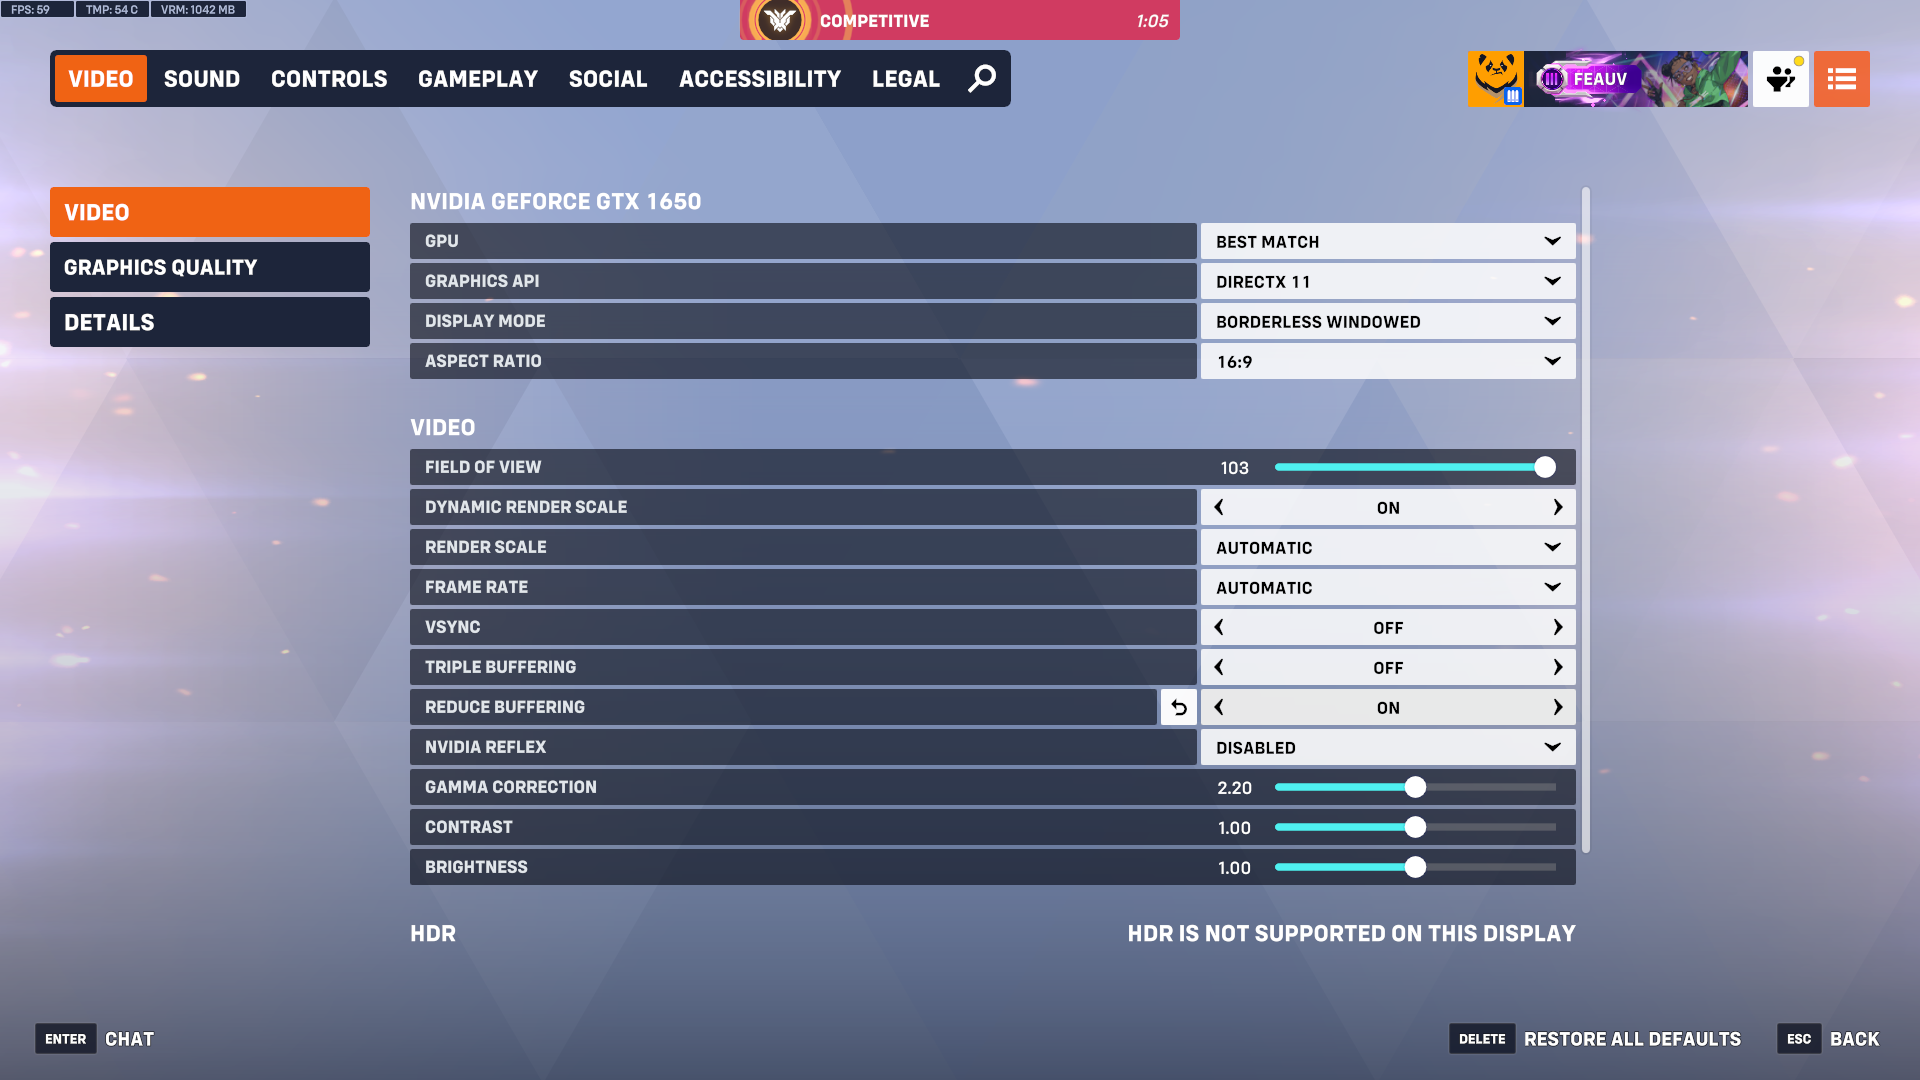 FPS: 59 TMP: 54 C VRM: 1042 MB
COMPETITIVE 1:05
VIDEO SOUND CONTROLS GAMEPLAY SOCIAL ACCESSIBILITY LEGAL
FEAUV
VIDEO
GRAPHICS QUALITY
DETAILS
NVIDIA GEFORCE GTX 1650
GPU BEST MATCH
GRAPHICS API DIRECTX 11
DISPLAY MODE BORDERLESS WINDOWED
ASPECT RATIO 16:9
VIDEO
FIELD OF VIEW 103
DYNAMIC RENDER SCALE ON
RENDER SCALE AUTOMATIC
FRAME RATE AUTOMATIC
VSYNC OFF
TRIPLE BUFFERING OFF
REDUCE BUFFERING ON
NVIDIA REFLEX DISABLED
GAMMA CORRECTION 2.20
CONTRAST 1.00
BRIGHTNESS 1.00
HDR HDR IS NOT SUPPORTED ON THIS DISPLAY
ENTER CHAT DELETE RESTORE ALL DEFAULTS ESC BACK